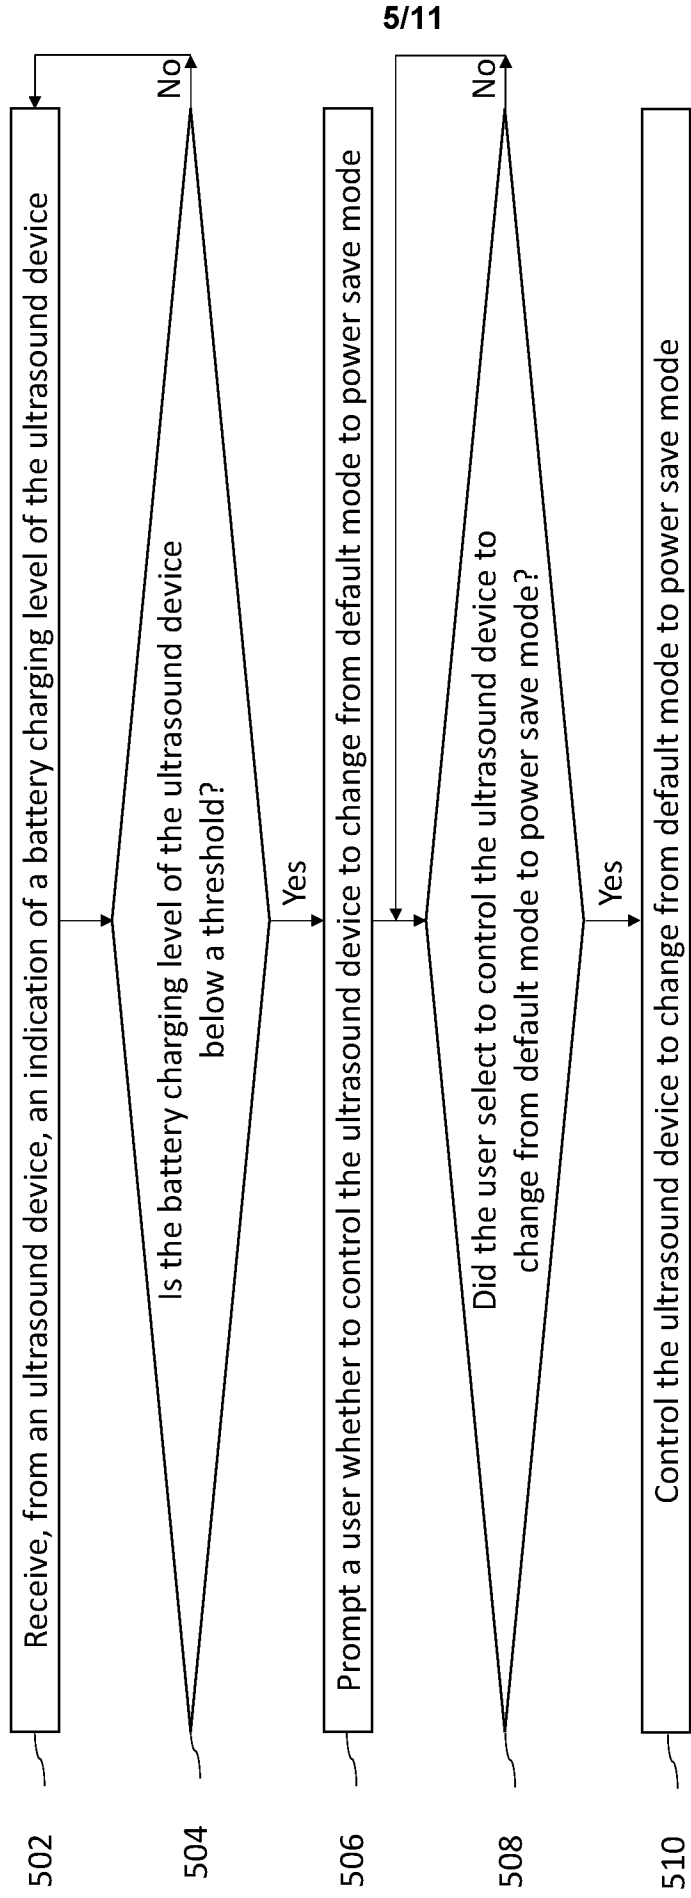 5/11
502
Receive, from an ultrasound device, an indication of a battery charging level of the ultrasound device
504
Is the battery charging level of the ultrasound device
below a threshold?
No
Yes
506
Prompt a user whether to control the ultrasound device to change from default mode to power save mode
508
Did the user select to control the ultrasound device to
change from default mode to power save mode?
No
Yes
510
Control the ultrasound device to change from default mode to power save mode